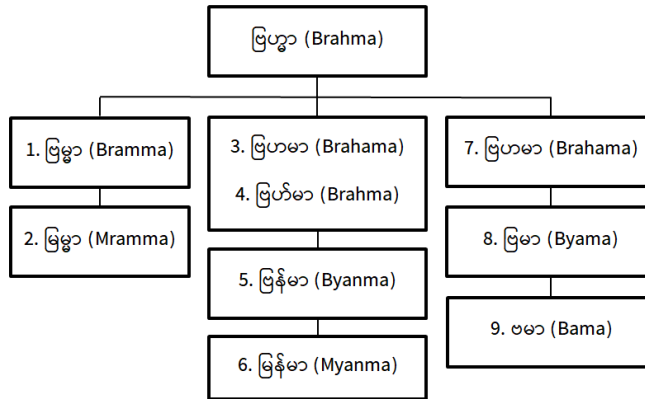 ဗြဟ္မာ (Brahma)
1. ဗြမ္မာ (Bramma)
2. မြမ္မာ (Mramma)
3. ဗြဟမာ (Brahama)
4. ဗြဟ်မာ (Brahma)
5. ဗြန်မာ (Byanma)
6. မြန်မာ (Myanma)
7. ဗြဟမာ (Brahama)
8. ဗြမာ (Byama)
9. ဗမာ (Bama)